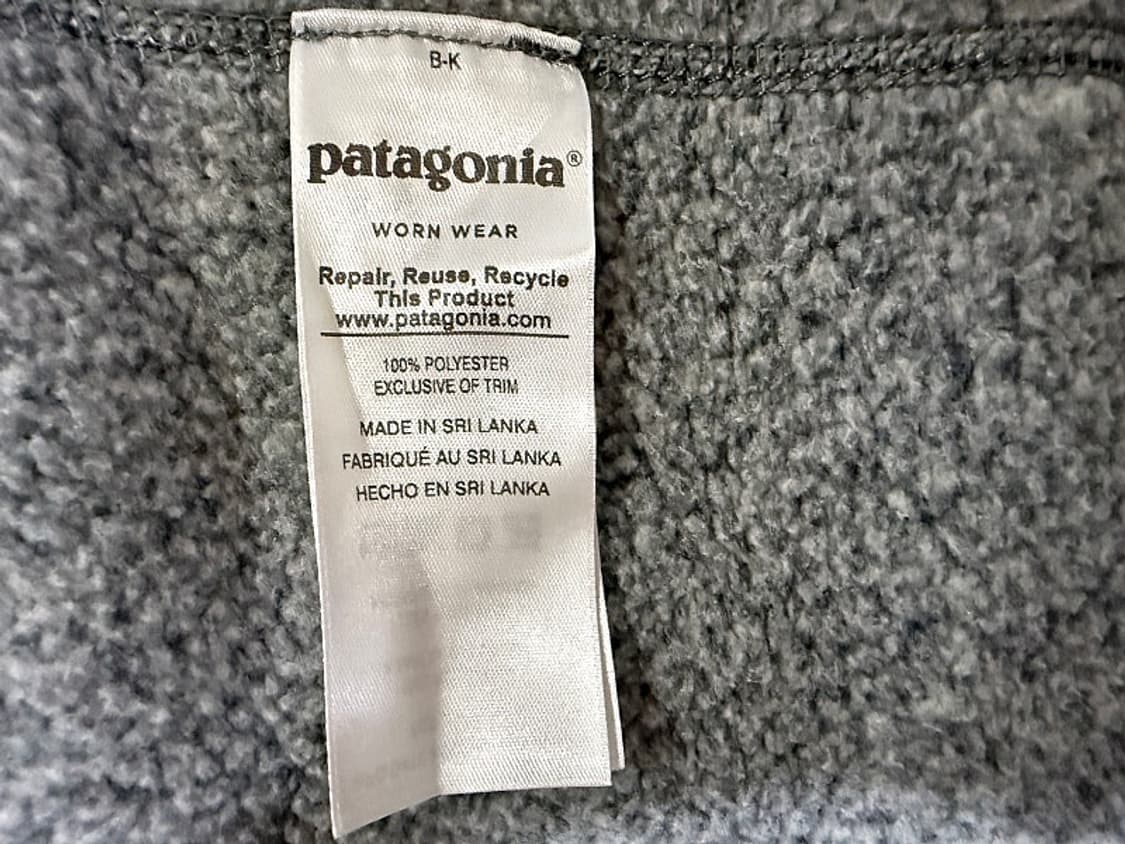 B-K
patagonia®
WORN WEAR
Repair, Reuse, Recycle
This Product
www.patagonia.com
100% POLYESTER
EXCLUSIVE OF TRIM
MADE IN SRI LANKA
FABRIQUÉ AU SRI LANKA
HECHO EN SRI LANKA